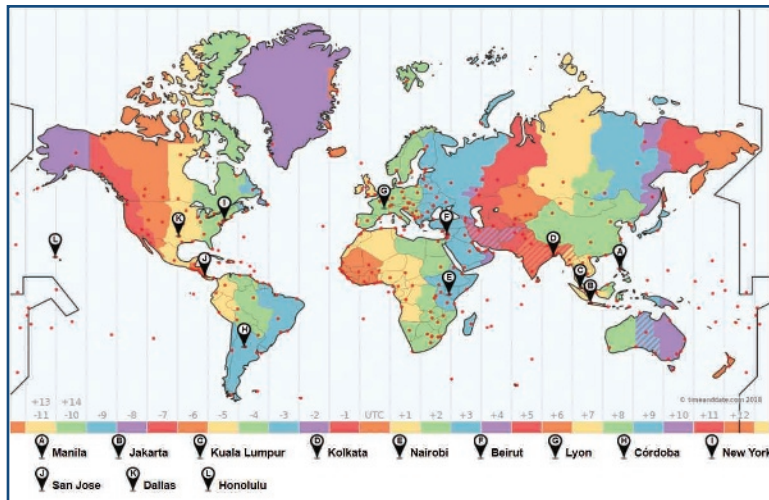 L
K
I
J
H
G
F
E
D
A
C
B
© timeanddate.com 2018
+13 +14
-11 -10 -9 -8 -7 -6 -5 -4 -3 -2 -1 UTC +1 +2 +3 +4 +5 +6 +7 +8 +9 +10 +11 +12
A Manila B Jakarta C Kuala Lumpur D Kolkata E Nairobi F Beirut G Lyon H Córdoba I New York
J San Jose K Dallas L Honolulu